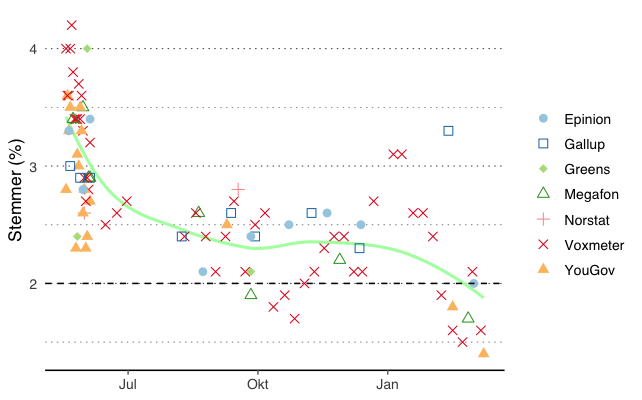 Stemmer (%)
4
3
2
Jul
Okt
Jan
Epinion
Gallup
Greens
Megafon
Norstat
Voxmeter
YouGov